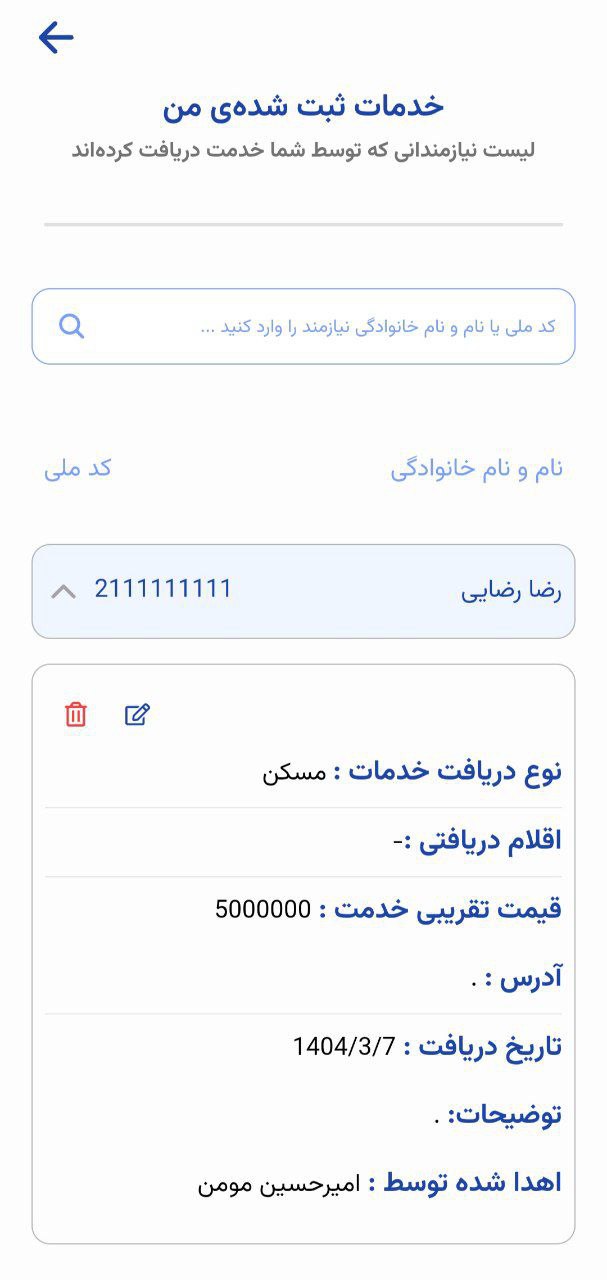 خدمات ثبت شده‌ی من
لیست نیازمندانی که توسط شما خدمت دریافت کرده‌اند
کد ملی یا نام و نام خانوادگی نیازمند را وارد کنید ...
نام و نام خانوادگی کد ملی
رضا رضایی 2111111111
نوع دریافت خدمات : مسکن
اقلام دریافتی :-
قیمت تقریبی خدمت : 5000000
آدرس : .
تاریخ دریافت : 1404/3/7
توضیحات: .
اهدا شده توسط : امیرحسین مومن